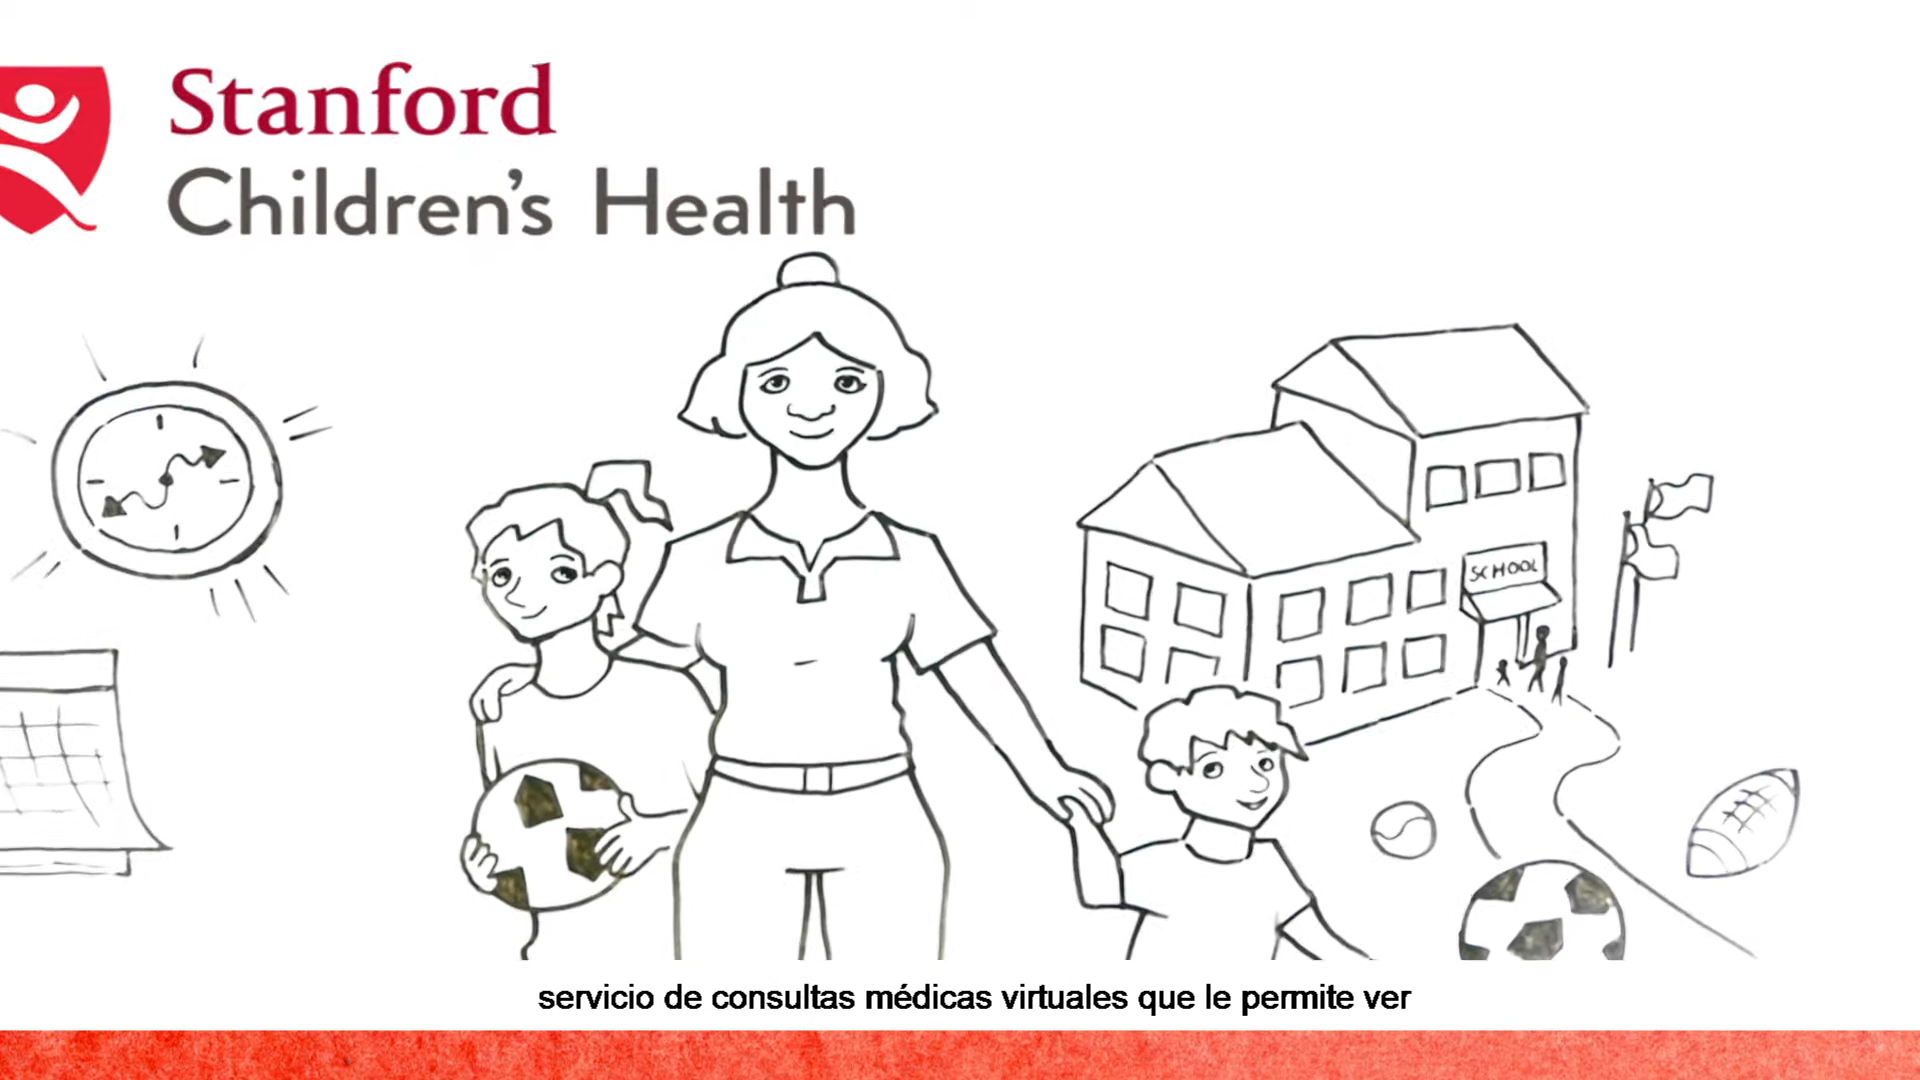 Stanford
Children's Health
SCHOOL
servicio de consultas médicas virtuales que le permite ver